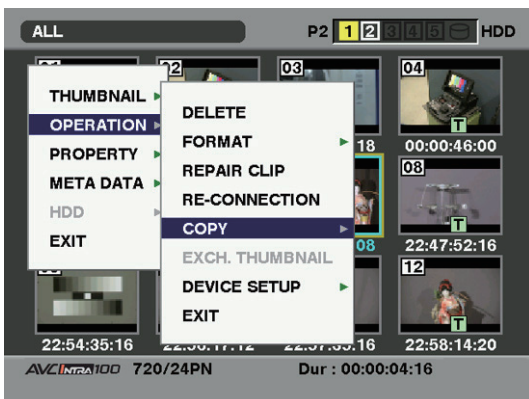 ALL P2 1 2 3 4 5 HDD
02 03 04
THUMBNAIL
OPERATION
PROPERTY
META DATA
HDD
EXIT
DELETE
FORMAT
REPAIR CLIP
RE-CONNECTION
COPY
EXCH. THUMBNAIL
DEVICE SETUP
EXIT
18 00:00:46:00
T
08
08 22:47:52:16
T
12
22:54:35:16 22:58:14:20
T
AVC INTRA 100 720/24PN Dur : 00:00:04:16